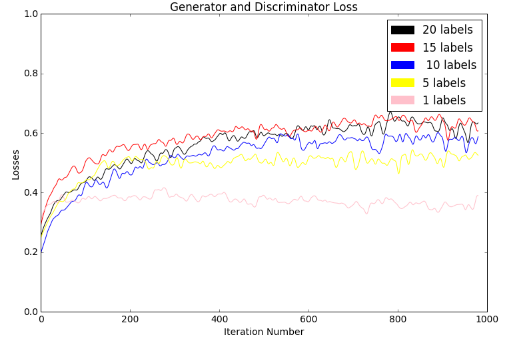 Generator and Discriminator Loss
1.0
0.8
0.6
0.4
0.2
0.0
Losses
20 labels
15 labels
10 labels
5 labels
1 labels
0
200
400
600
800
1000
Iteration Number